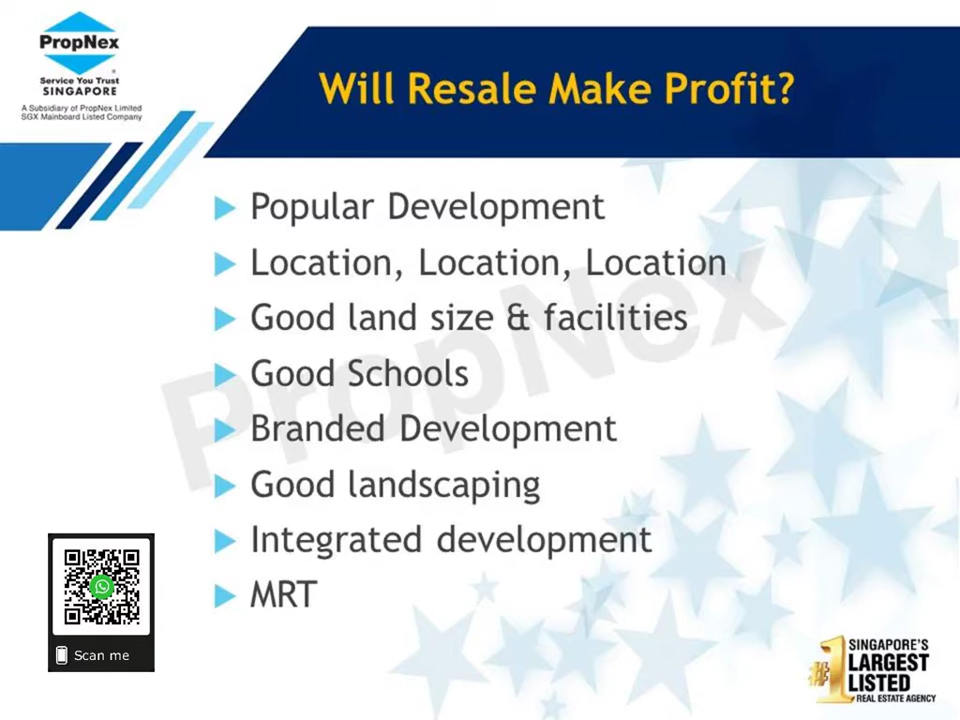 PropNex
Service You Trust
SINGAPORE
A Subsidiary of PropNex Limited
SGX Mainboard Listed Company
Will Resale Make Profit?
Popular Development
Location, Location, Location
Good land size & facilities
Good Schools
Branded Development
Good landscaping
Integrated development
MRT
PropNex
Scan me
#1
SINGAPORE'S
LARGEST
LISTED
REAL ESTATE AGENCY